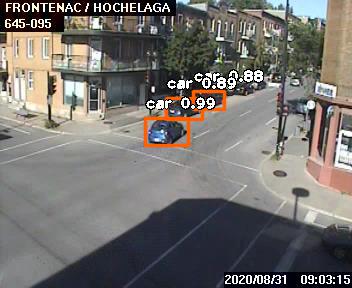 FRONTENAC / HOCHELAGA
645-095
car 0.88
car 0.89
car 0.99
2020/08/31 09:03:15